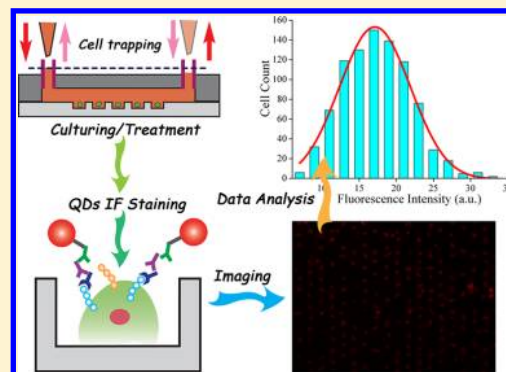 Cell trapping
Culturing/Treatment
QDs IF Staining
Imaging
Data Analysis
Cell Count
160
140
120
100
80
60
40
20
0
10
15
20
25
30
35
Fluorescence Intensity (a.u.)